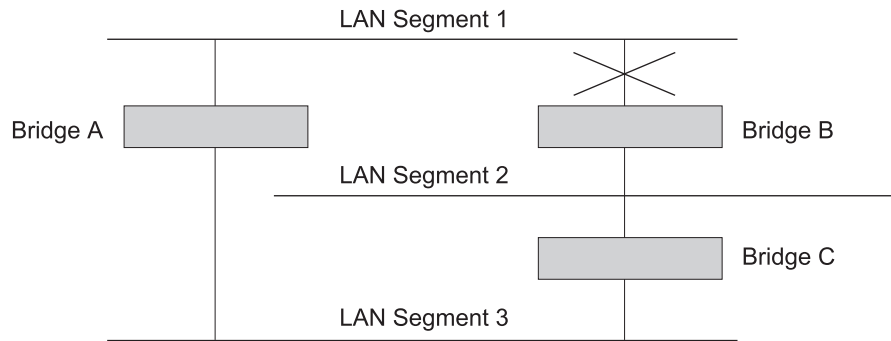 LAN Segment 1
Bridge A
Bridge B
LAN Segment 2
Bridge C
LAN Segment 3